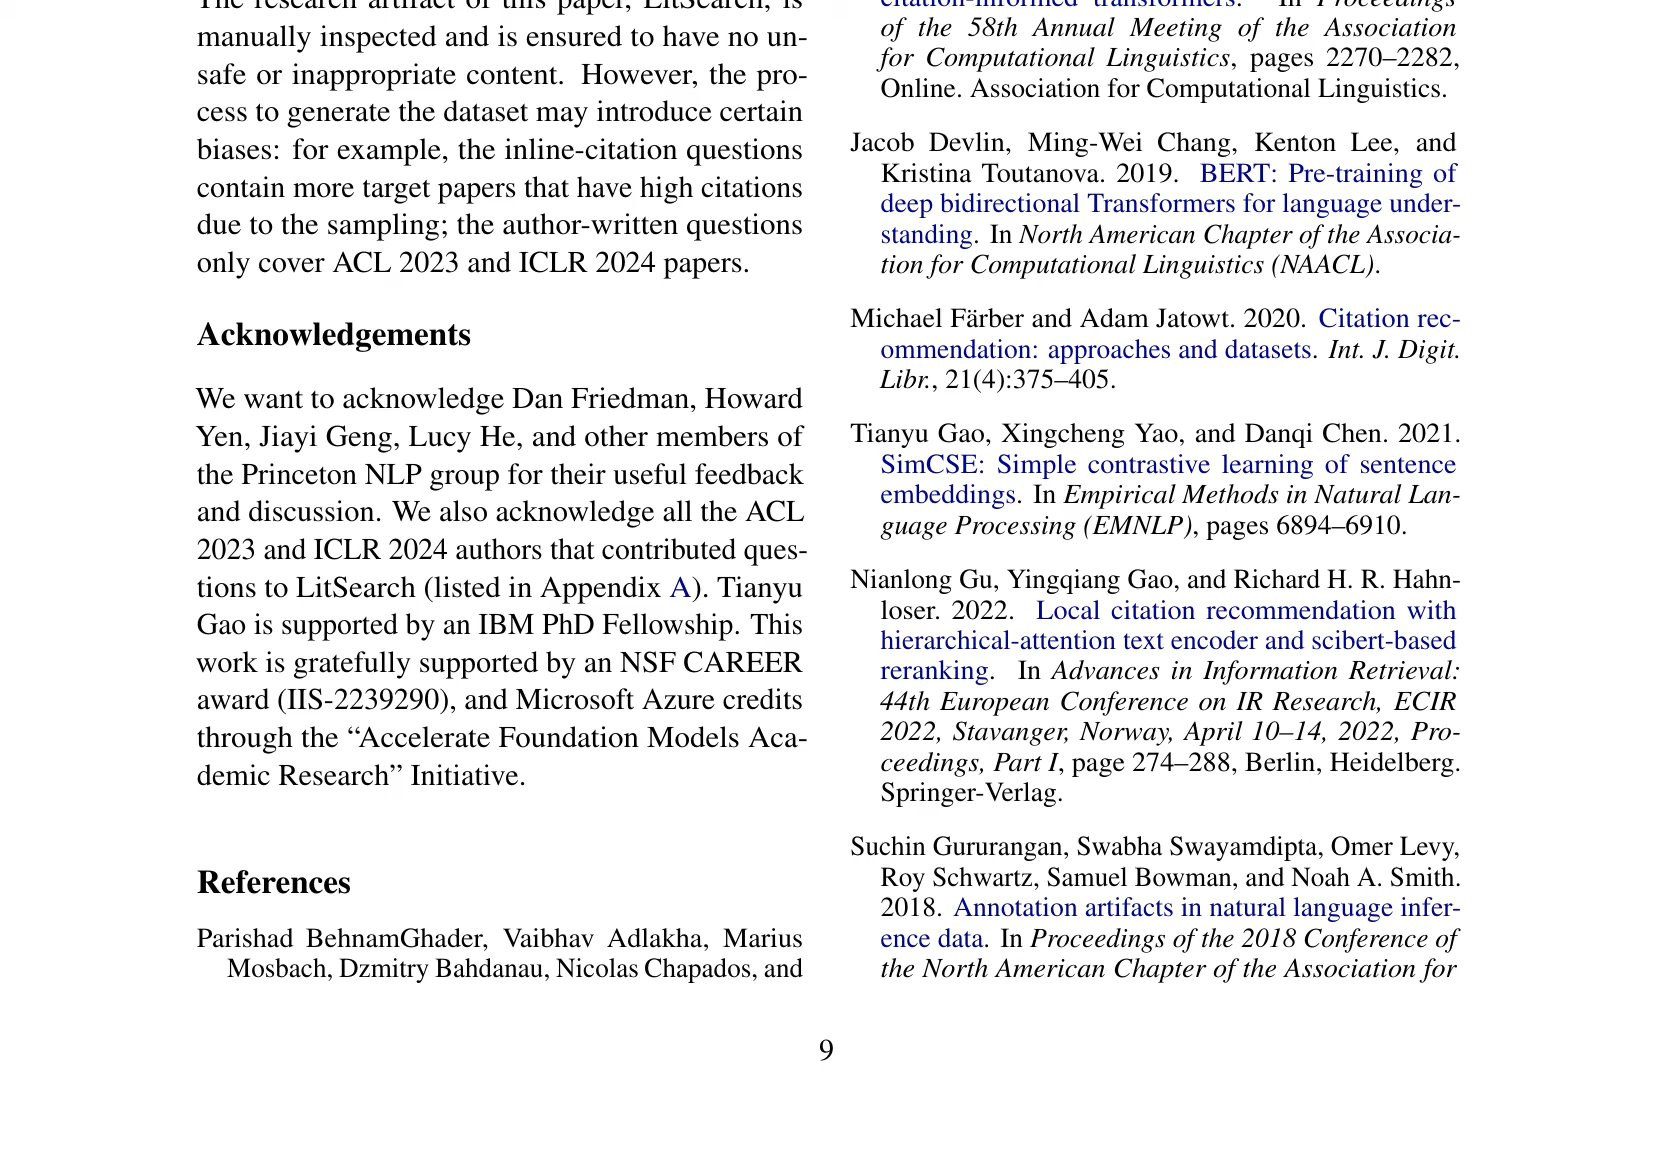 The research artifact of this paper, LitSearch, is
manually inspected and is ensured to have no un-
safe or inappropriate content. However, the pro-
cess to generate the dataset may introduce certain
biases: for example, the inline-citation questions
contain more target papers that have high citations
due to the sampling; the author-written questions
only cover ACL 2023 and ICLR 2024 papers.
Acknowledgements
We want to acknowledge Dan Friedman, Howard
Yen, Jiayi Geng, Lucy He, and other members of
the Princeton NLP group for their useful feedback
and discussion. We also acknowledge all the ACL
2023 and ICLR 2024 authors that contributed ques-
tions to LitSearch (listed in Appendix A). Tianyu
Gao is supported by an IBM PhD Fellowship. This
work is gratefully supported by an NSF CAREER
award (IIS-2239290), and Microsoft Azure credits
through the “Accelerate Foundation Models Aca-
demic Research” Initiative.
References
Parishad BehnamGhader, Vaibhav Adlakha, Marius
Mosbach, Dzmitry Bahdanau, Nicolas Chapados, and
citation-informed transformers. In Proceedings
of the 58th Annual Meeting of the Association
for Computational Linguistics, pages 2270–2282,
Online. Association for Computational Linguistics.
Jacob Devlin, Ming-Wei Chang, Kenton Lee, and
Kristina Toutanova. 2019. BERT: Pre-training of
deep bidirectional Transformers for language under-
standing. In North American Chapter of the Associa-
tion for Computational Linguistics (NAACL).
Michael Färber and Adam Jatowt. 2020. Citation rec-
ommendation: approaches and datasets. Int. J. Digit.
Libr., 21(4):375–405.
Tianyu Gao, Xingcheng Yao, and Danqi Chen. 2021.
SimCSE: Simple contrastive learning of sentence
embeddings. In Empirical Methods in Natural Lan-
guage Processing (EMNLP), pages 6894–6910.
Nianlong Gu, Yingqiang Gao, and Richard H. R. Hahn-
loser. 2022. Local citation recommendation with
hierarchical-attention text encoder and scibert-based
reranking. In Advances in Information Retrieval:
44th European Conference on IR Research, ECIR
2022, Stavanger, Norway, April 10–14, 2022, Pro-
ceedings, Part I, page 274–288, Berlin, Heidelberg.
Springer-Verlag.
Suchin Gururangan, Swabha Swayamdipta, Omer Levy,
Roy Schwartz, Samuel Bowman, and Noah A. Smith.
2018. Annotation artifacts in natural language infer-
ence data. In Proceedings of the 2018 Conference of
the North American Chapter of the Association for
9